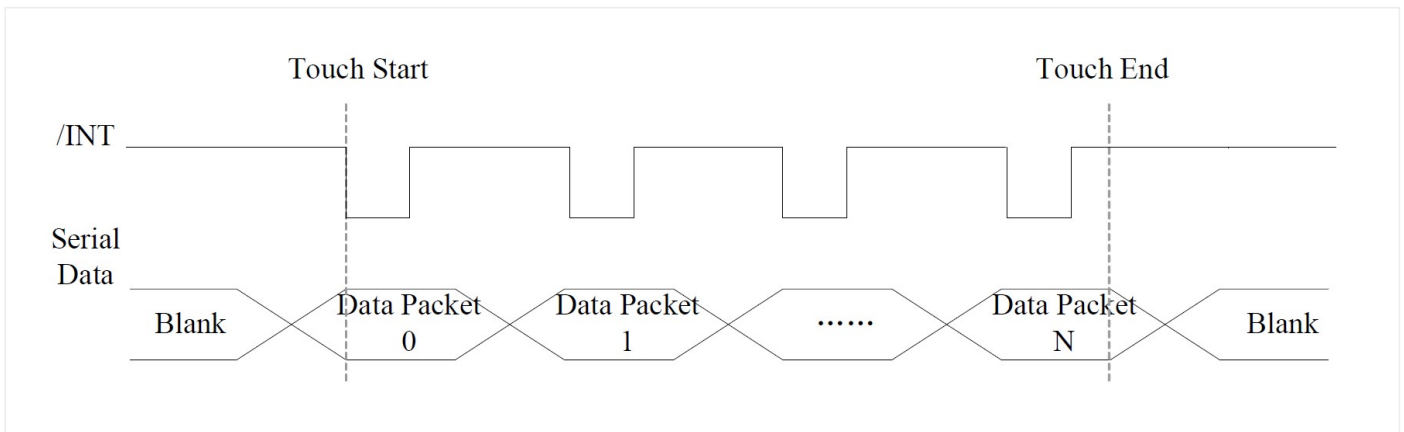 Touch Start
Touch End
/INT
Serial
Data
Blank
Data Packet
0
Data Packet
1
......
Data Packet
N
Blank